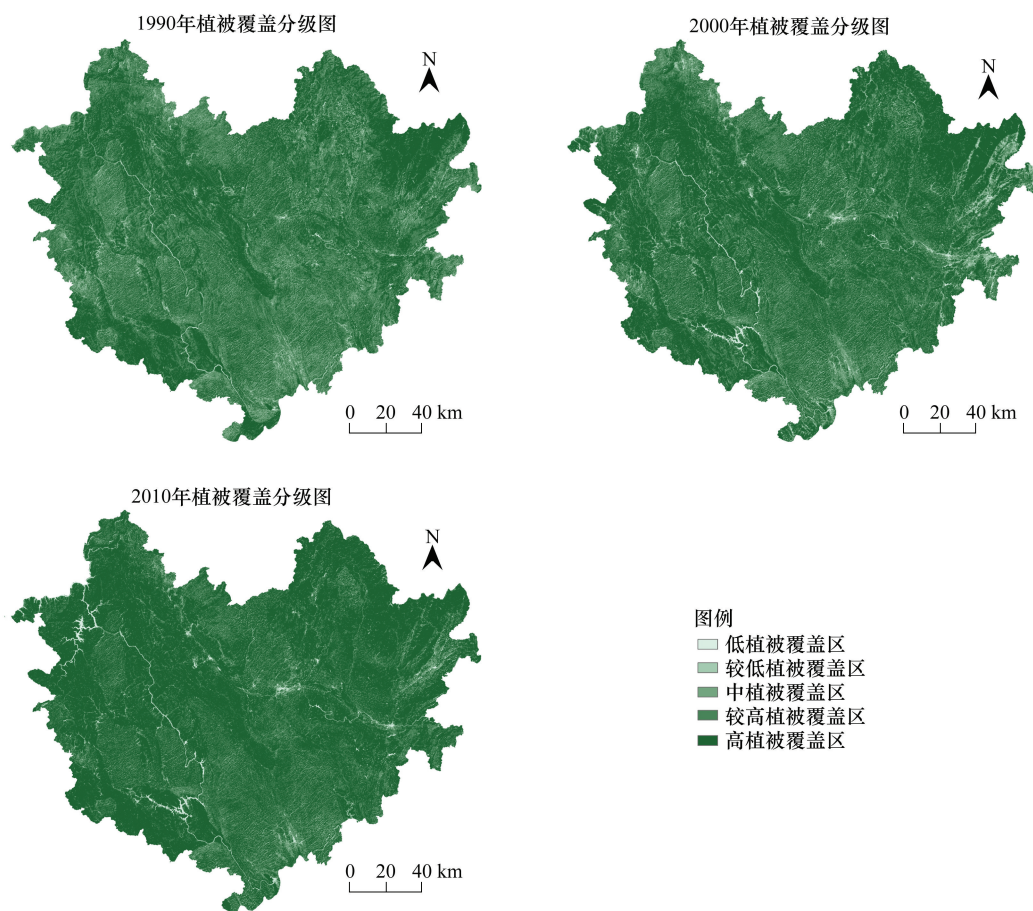 1990年植被覆盖分级图
N
0 20 40 km
2000年植被覆盖分级图
N
0 20 40 km
2010年植被覆盖分级图
N
0 20 40 km
图例
低植被覆盖区
较低植被覆盖区
中植被覆盖区
较高植被覆盖区
高植被覆盖区